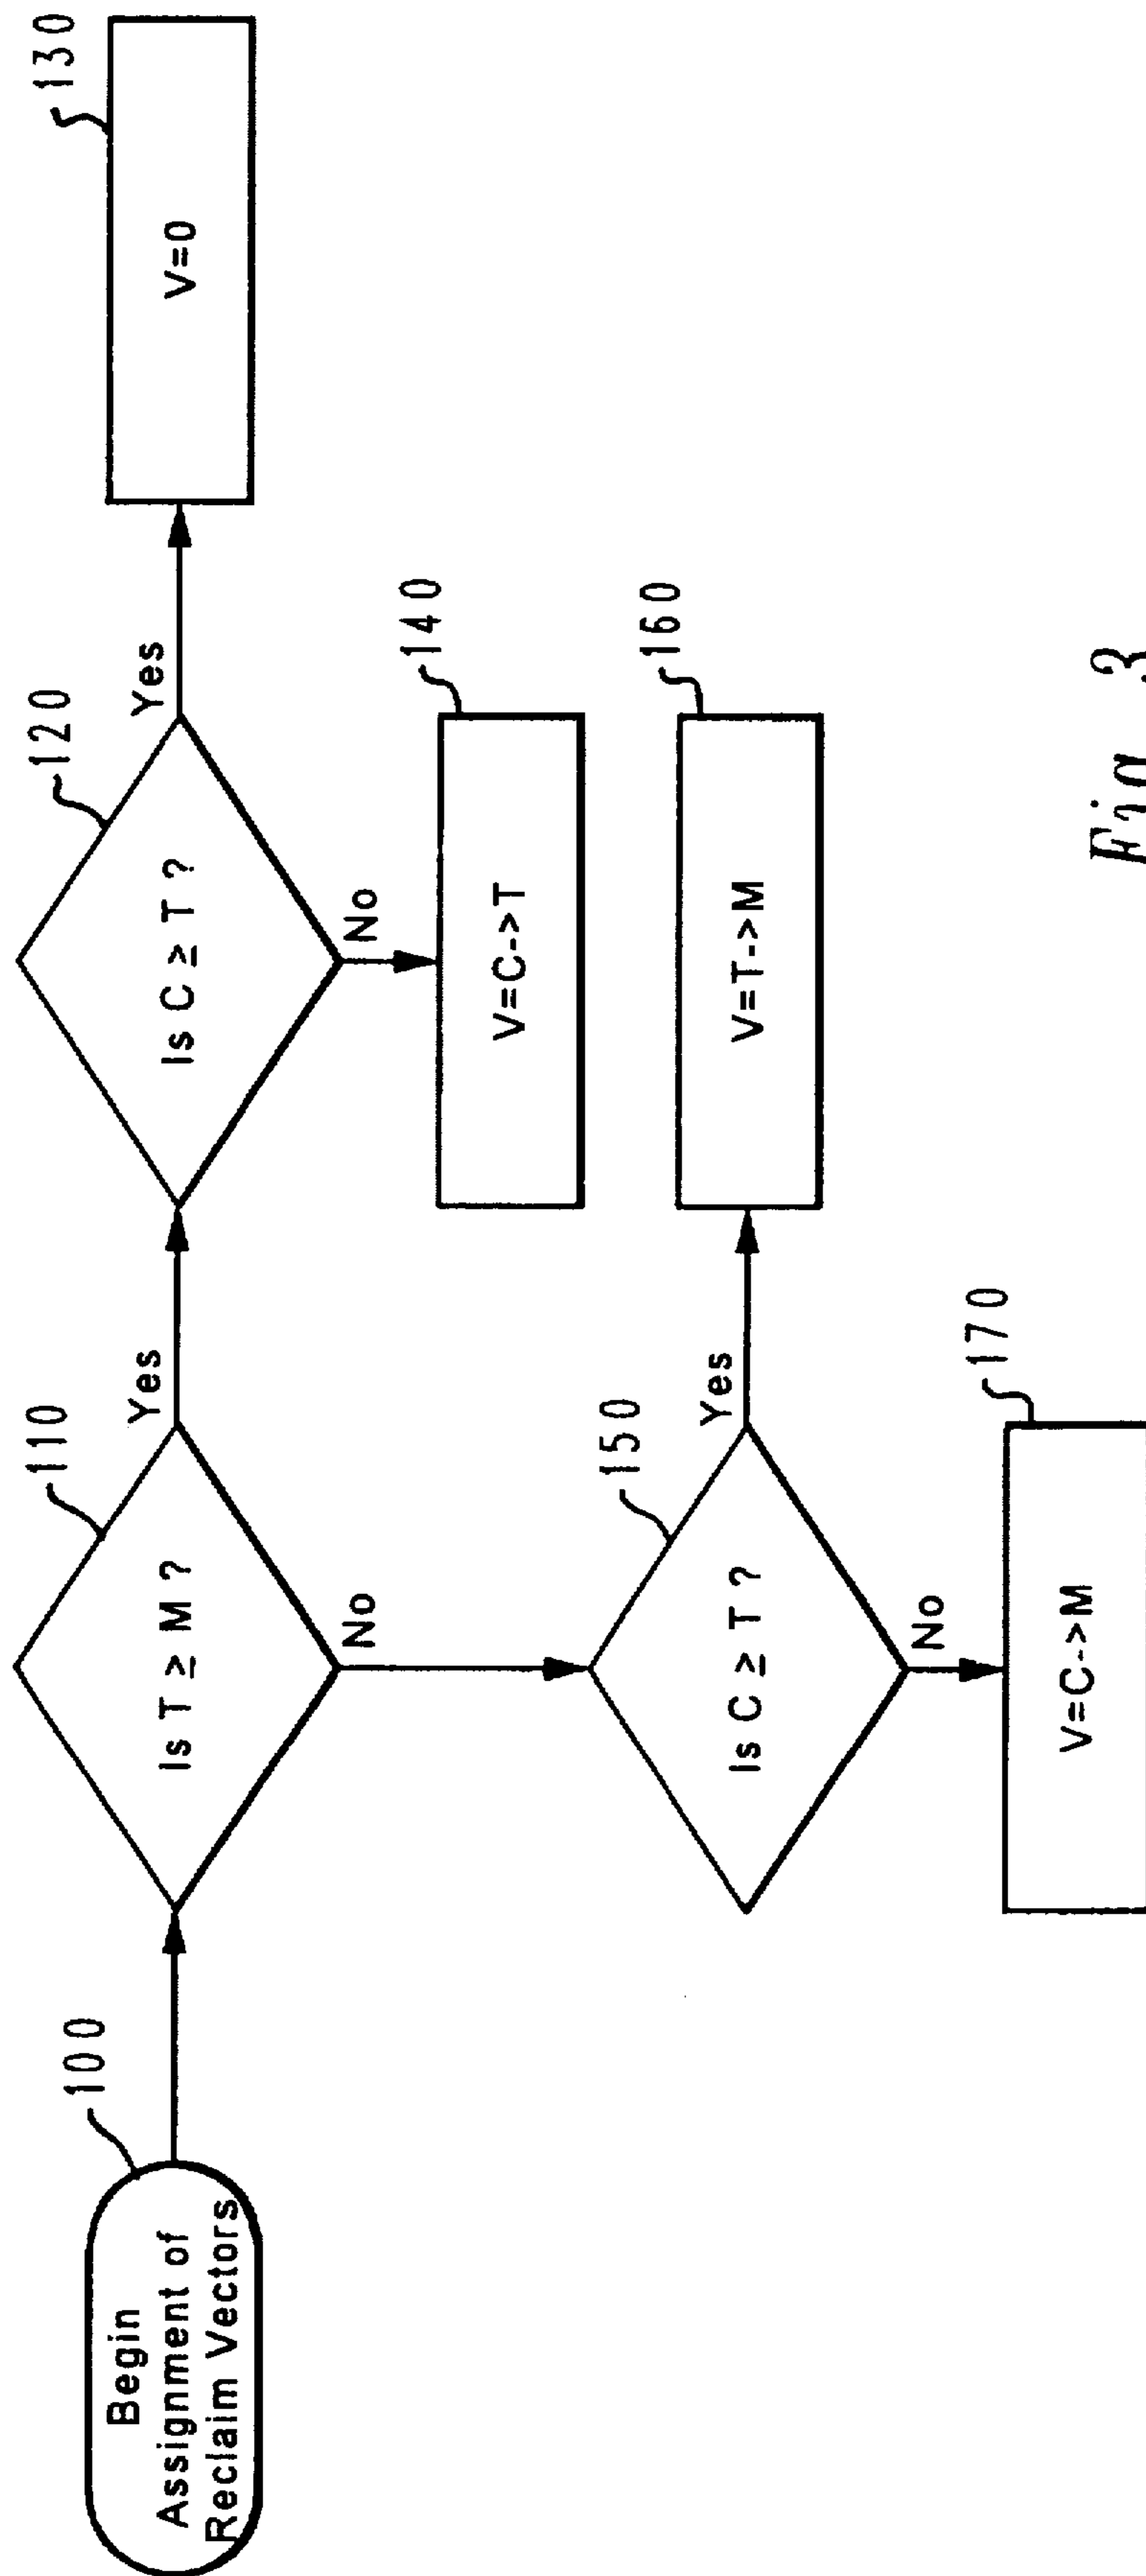 100
Begin
Assignment of
Reclaim Vectors
110
Is T ≥ M ?
Yes
No
120
Is C ≥ T ?
Yes
No
130
V=0
140
V=C->T
150
Is C ≥ T ?
Yes
No
160
V=T->M
170
V=C->M
Fig. 3